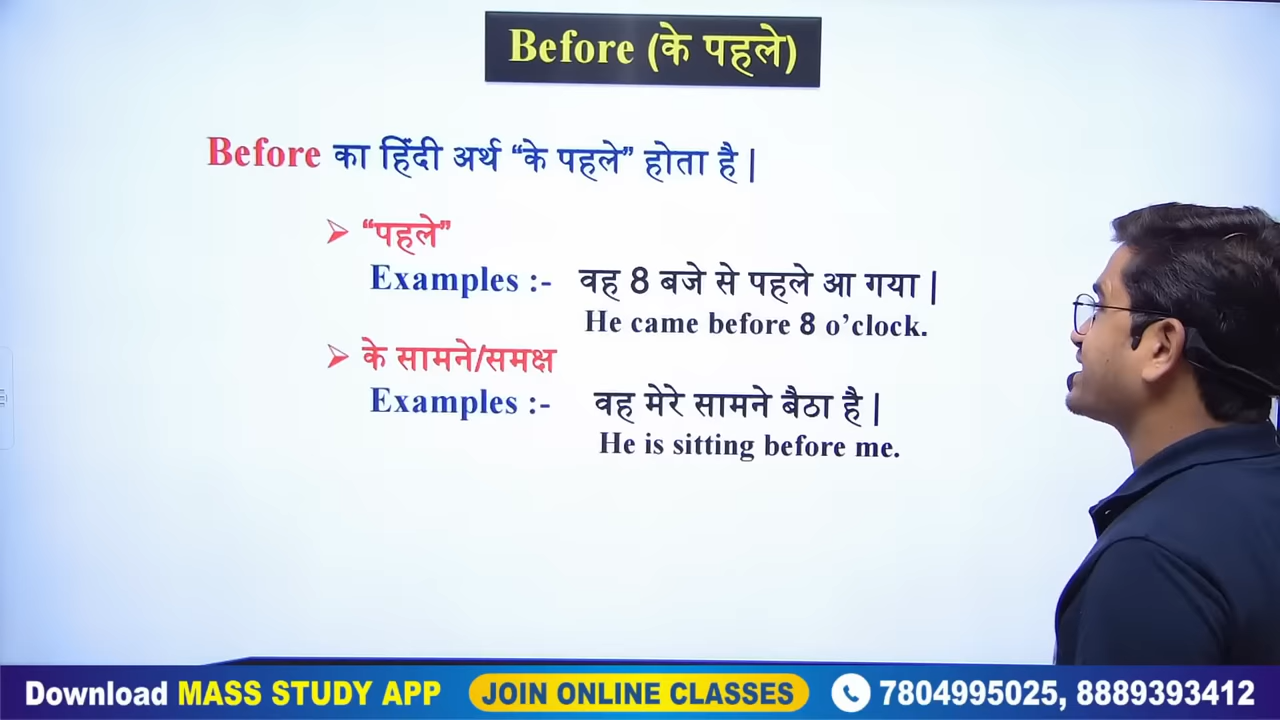 Before (के पहले)
Before का हिंदी अर्थ “के पहले” होता है |
➢ “पहले”
Examples :- वह 8 बजे से पहले आ गया |
He came before 8 o’clock.
➢ के सामने/समक्ष
Examples :- वह मेरे सामने बैठा है |
He is sitting before me.
Download MASS STUDY APP JOIN ONLINE CLASSES 7804995025, 8889393412